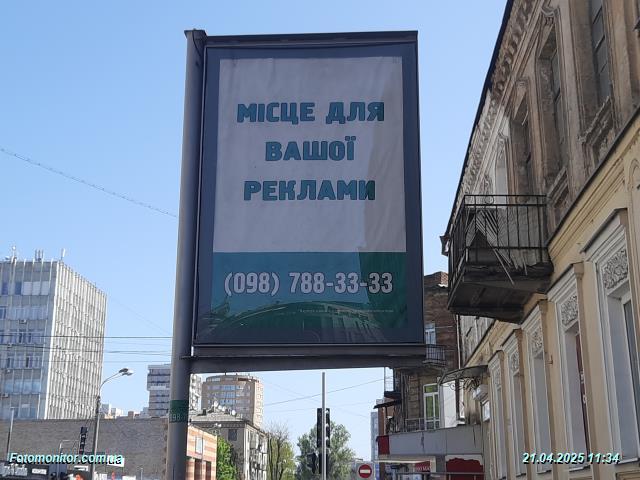 МІСЦЕ ДЛЯ
ВАШОЇ
РЕКЛАМИ
(098) 788-33-33
Fotomonitor.com.ua
21.04.2025 11:34